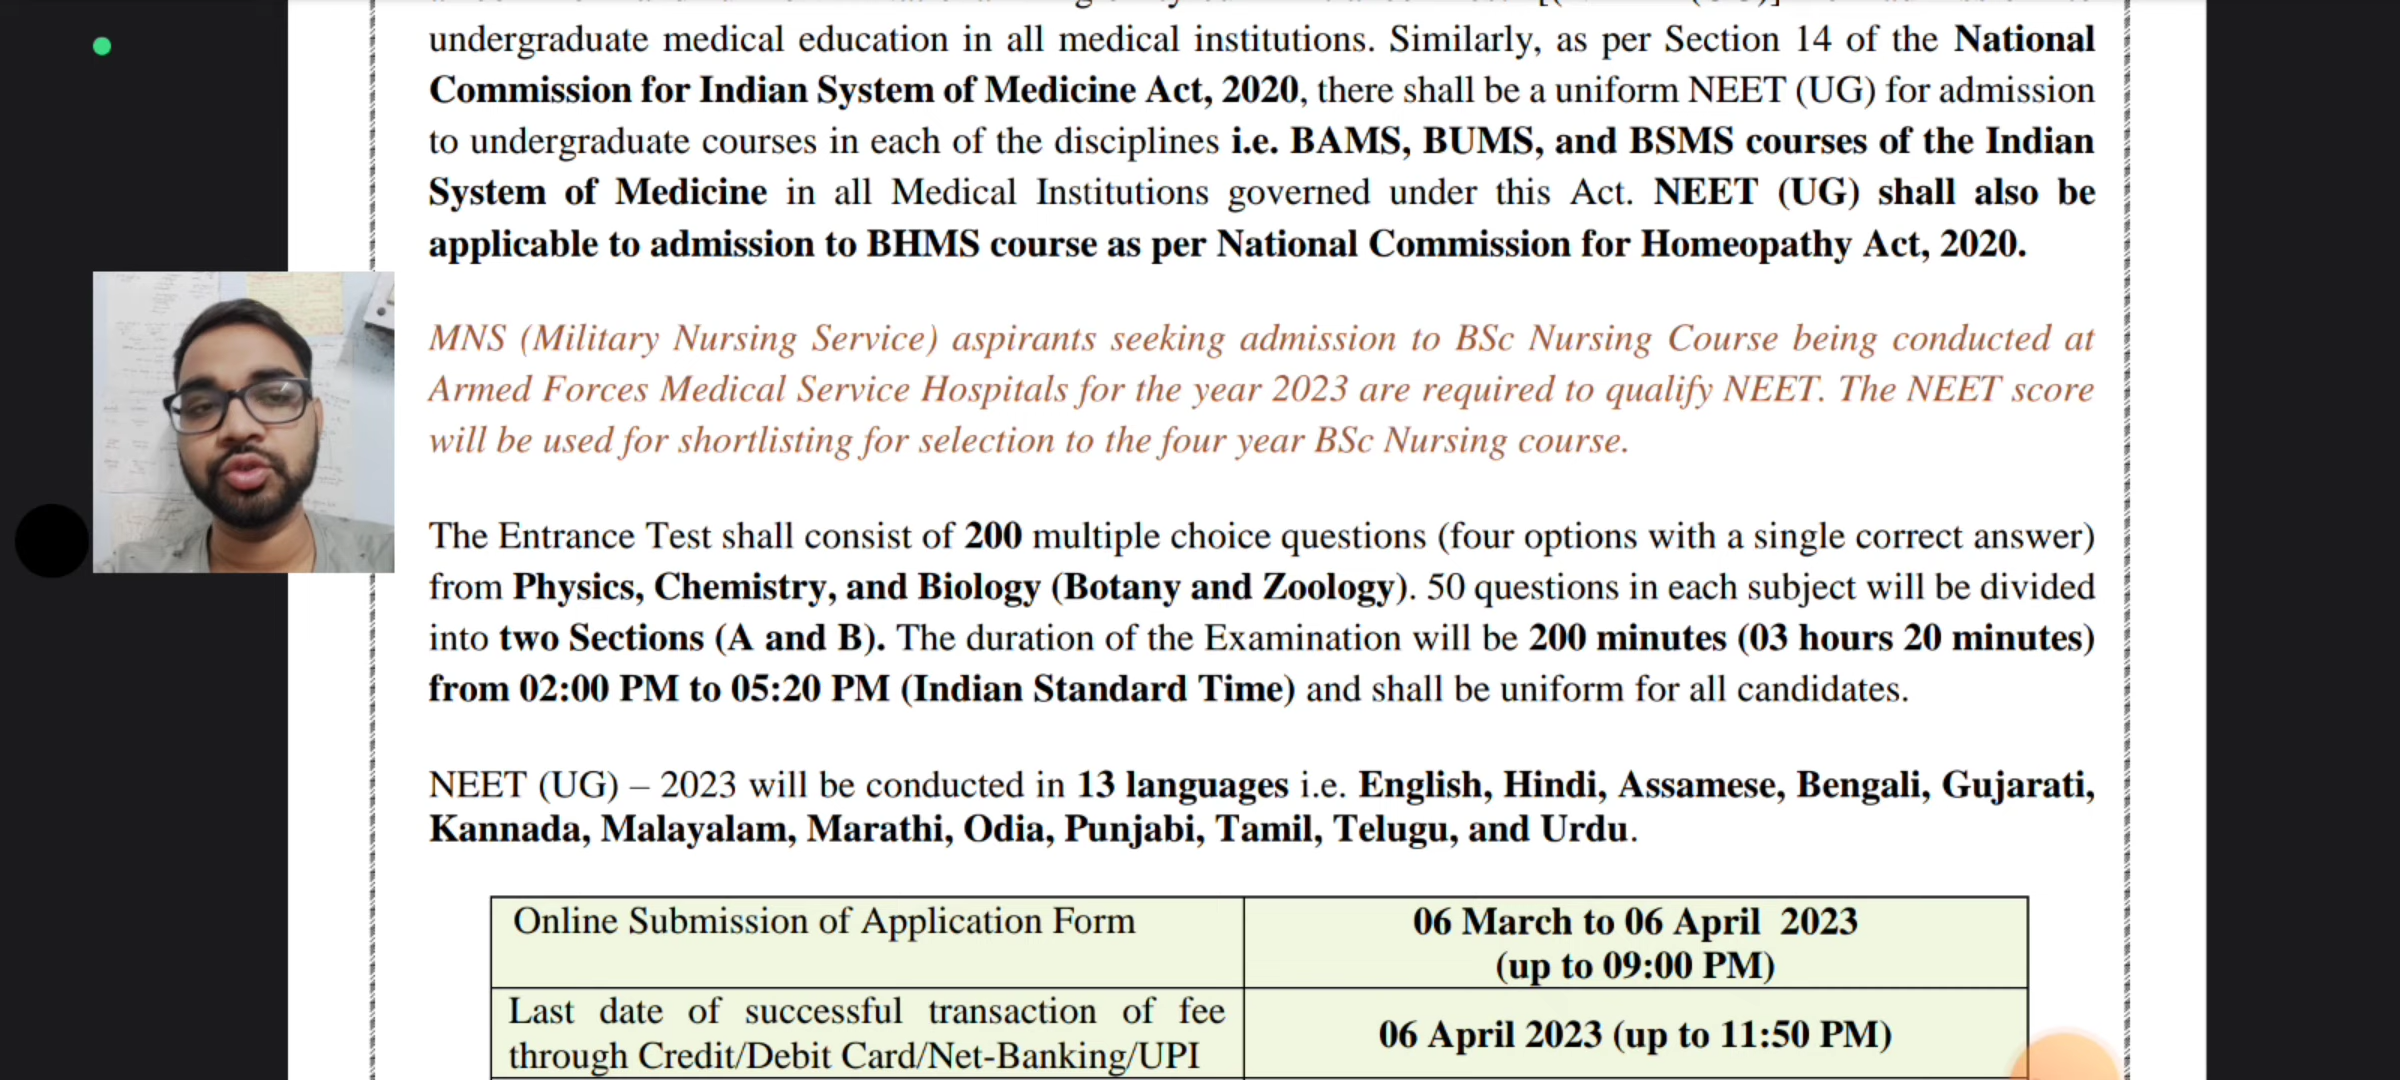 undergraduate medical education in all medical institutions. Similarly, as per Section 14 of the National
Commission for Indian System of Medicine Act, 2020, there shall be a uniform NEET (UG) for admission
to undergraduate courses in each of the disciplines i.e. BAMS, BUMS, and BSMS courses of the Indian
System of Medicine in all Medical Institutions governed under this Act. NEET (UG) shall also be
applicable to admission to BHMS course as per National Commission for Homeopathy Act, 2020.
MNS (Military Nursing Service) aspirants seeking admission to BSc Nursing Course being conducted at
Armed Forces Medical Service Hospitals for the year 2023 are required to qualify NEET. The NEET score
will be used for shortlisting for selection to the four year BSc Nursing course.
The Entrance Test shall consist of 200 multiple choice questions (four options with a single correct answer)
from Physics, Chemistry, and Biology (Botany and Zoology). 50 questions in each subject will be divided
into two Sections (A and B). The duration of the Examination will be 200 minutes (03 hours 20 minutes)
from 02:00 PM to 05:20 PM (Indian Standard Time) and shall be uniform for all candidates.
NEET (UG) – 2023 will be conducted in 13 languages i.e. English, Hindi, Assamese, Bengali, Gujarati,
Kannada, Malayalam, Marathi, Odia, Punjabi, Tamil, Telugu, and Urdu.
Online Submission of Application Form
06 March to 06 April 2023
(up to 09:00 PM)
Last date of successful transaction of fee
through Credit/Debit Card/Net-Banking/UPI
06 April 2023 (up to 11:50 PM)